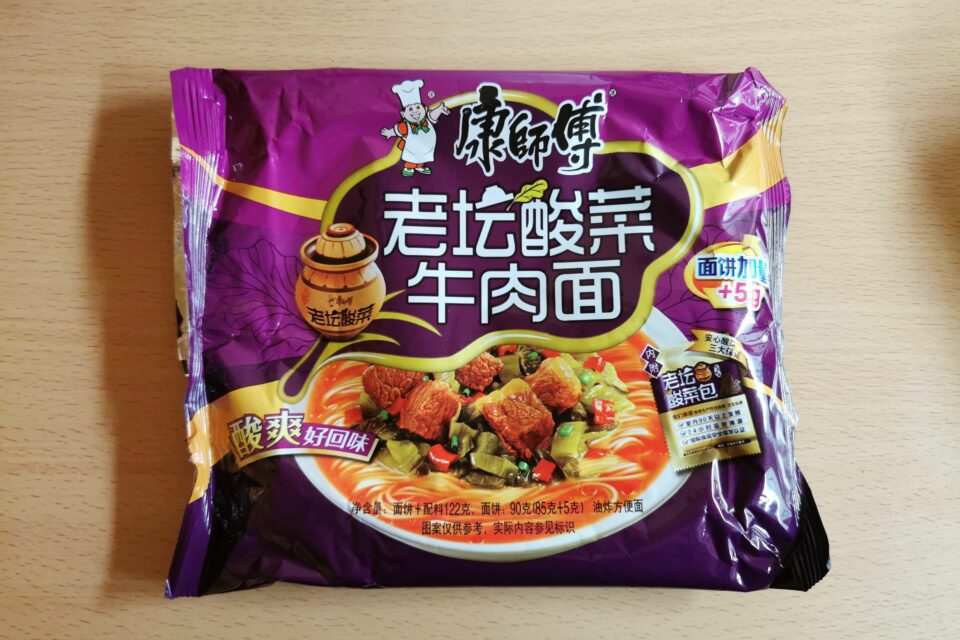 康師傅
老坛酸菜
牛肉面
老坛酸菜
面饼加量
+5g
内附
老坛
酸菜包
酸爽 好回味
净含量：面饼+配料122克，面饼：90克(85克+5克) 油炸方便面
图案仅供参考，实际内容参见标识